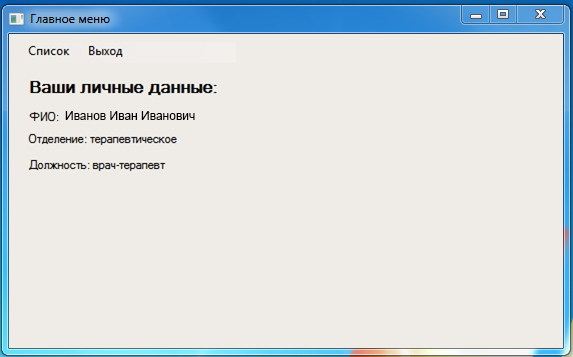 Главное меню
Список Выход
Ваши личные данные:
ФИО: Иванов Иван Иванович
Отделение: терапевтическое
Должность: врач-терапевт